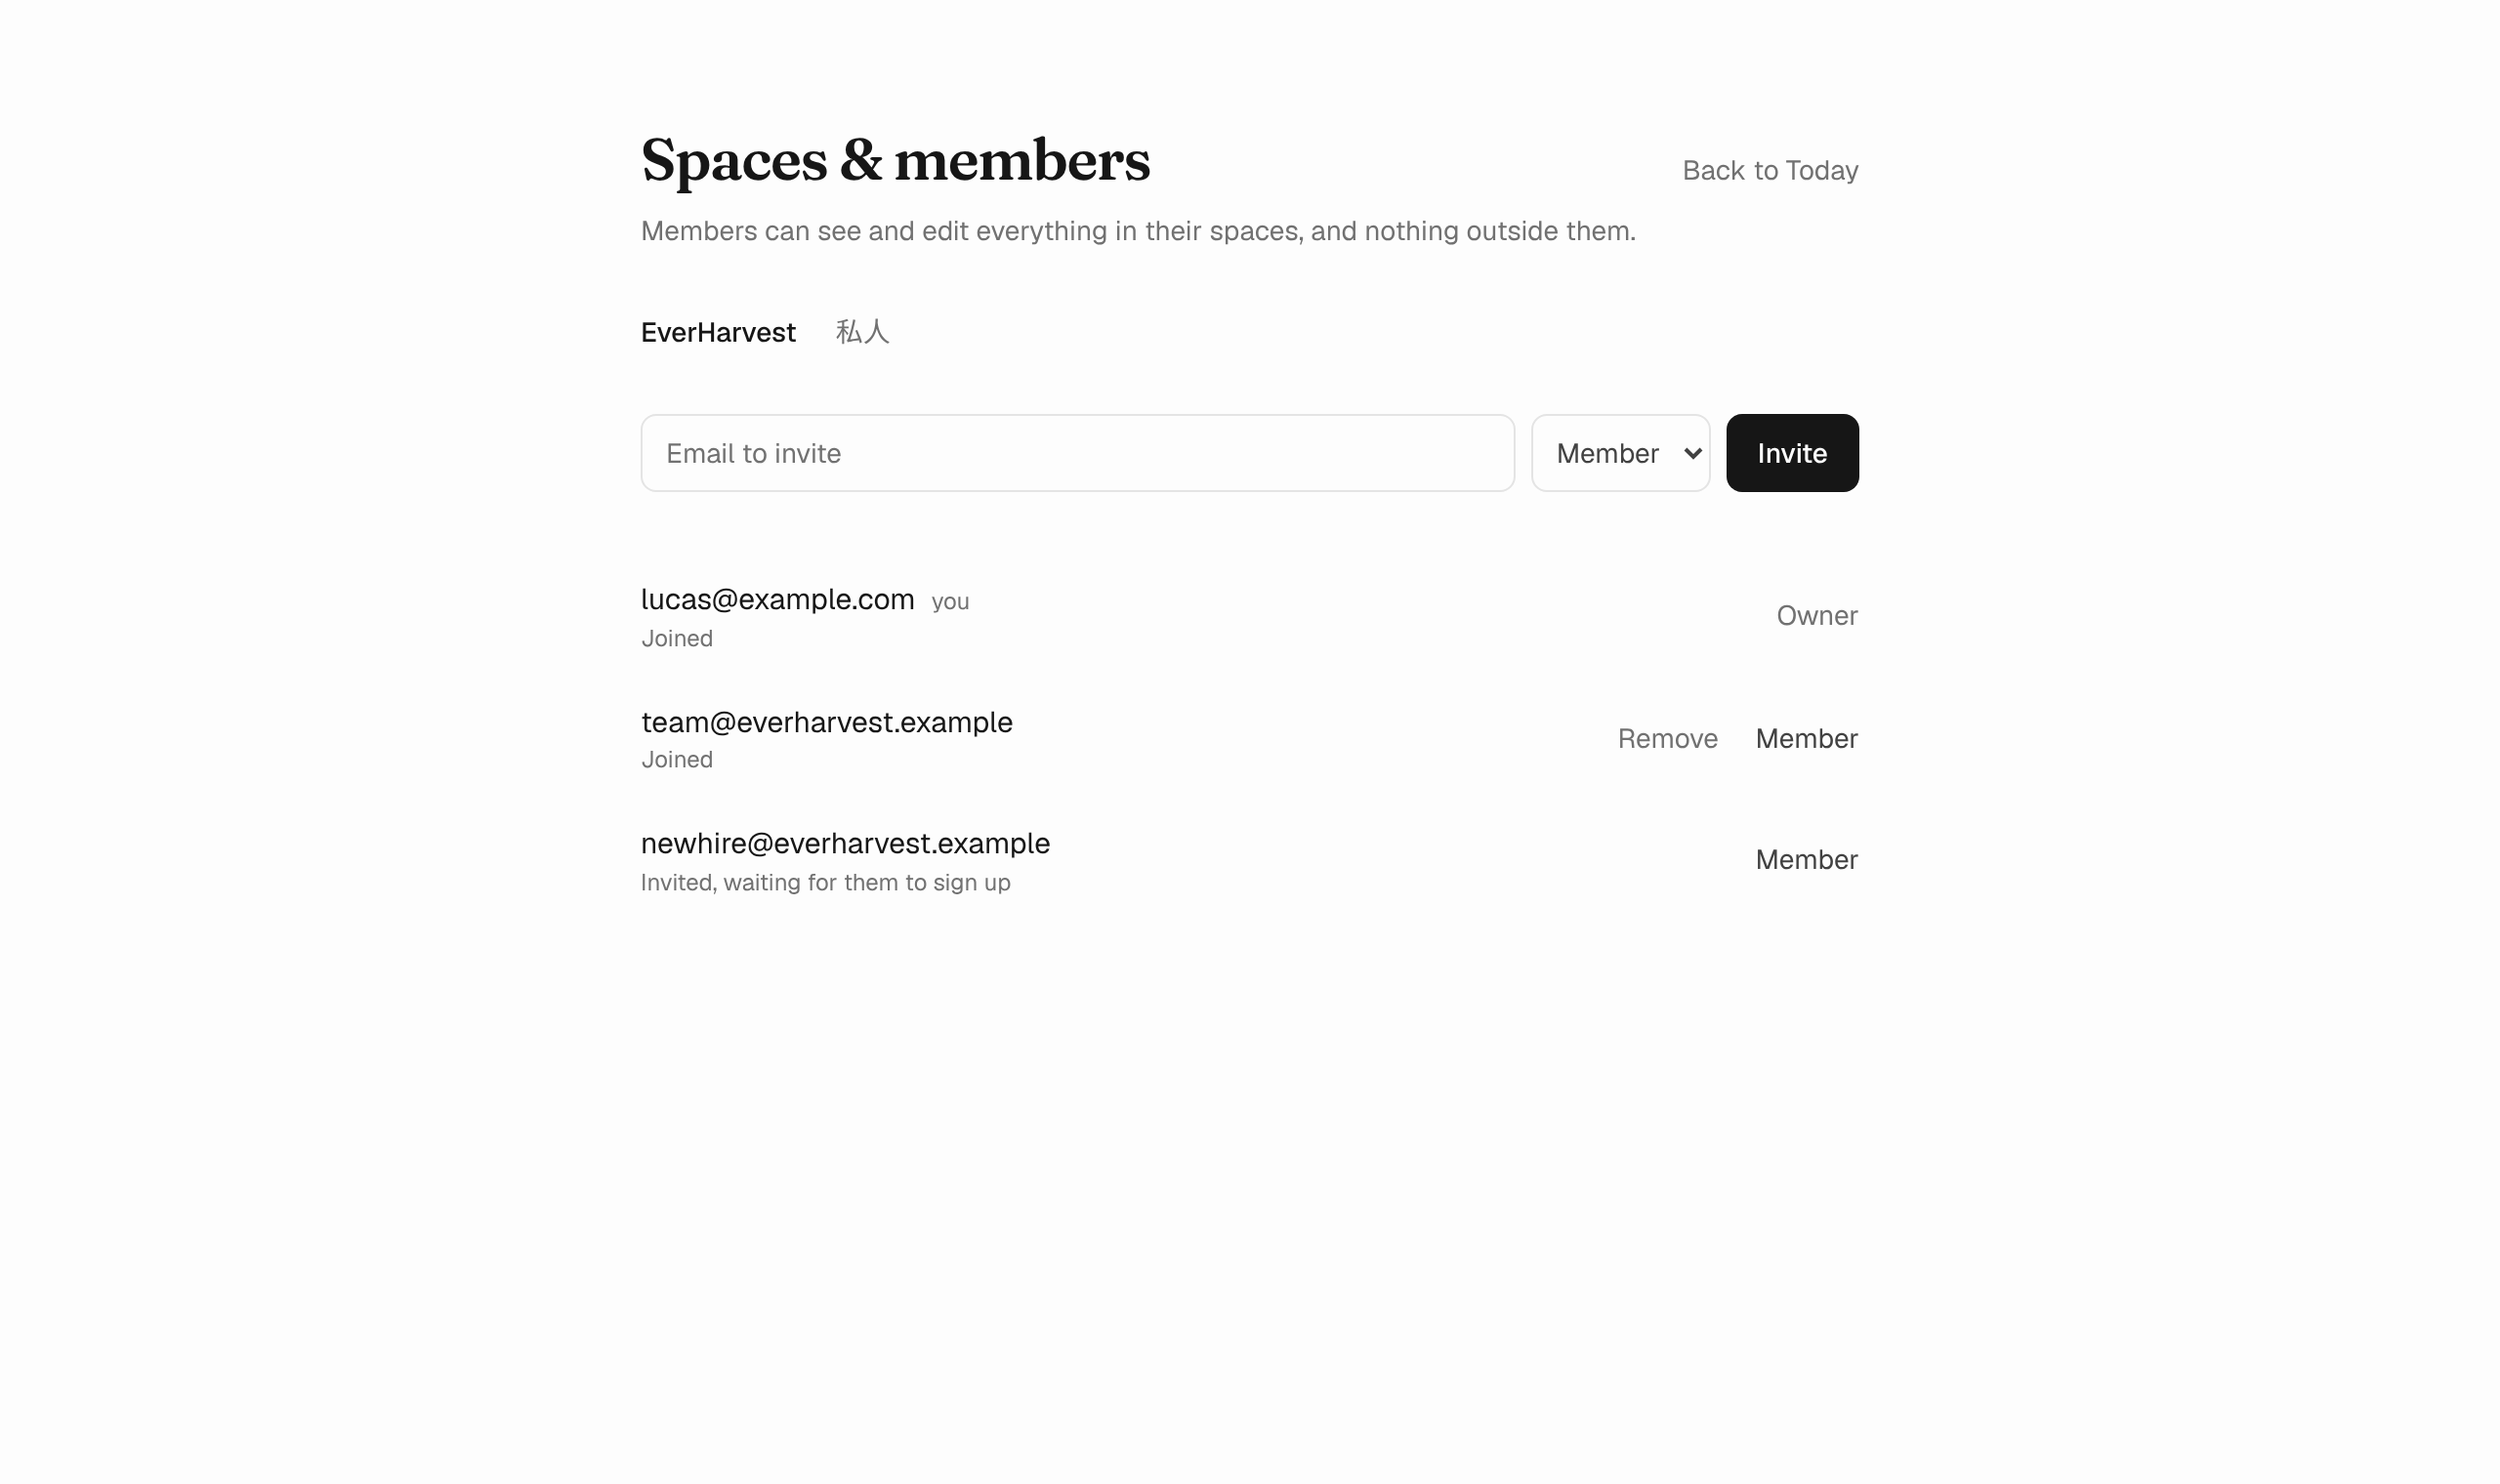 Spaces & members
Back to Today
Members can see and edit everything in their spaces, and nothing outside them.
EverHarvest 私人
Email to invite Member Invite
lucas@example.com you
Joined
Owner
team@everharvest.example
Joined
Remove Member
newhire@everharvest.example
Invited, waiting for them to sign up
Member